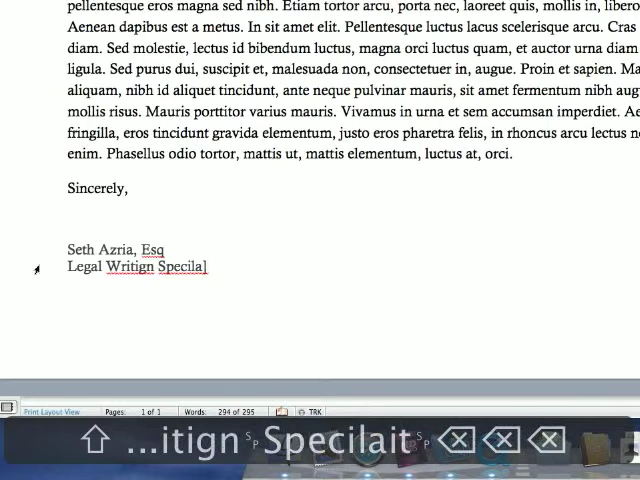 pellentesque eros magna sed nibh. Etiam tortor arcu, porta nec, laoreet quis, mollis in, libero
Aenean dapibus est a metus. In sit amet elit. Pellentesque luctus lacus scelerisque arcu. Cras
diam. Sed molestie, lectus id bibendum luctus, magna orci luctus quam, et auctor urna diam
ligula. Sed purus dui, suscipit et, malesuada non, consectetuer in, augue. Proin et sapien. Ma
aliquam, nibh id aliquet tincidunt, ante neque pulvinar mauris, sit amet fermentum nibh aug
mollis risus. Mauris porttitor varius mauris. Vivamus in urna et sem accumsan imperdiet. Ae
fringilla, eros tincidunt gravida elementum, justo eros pharetra felis, in rhoncus arcu lectus n
enim. Phasellus odio tortor, mattis ut, mattis elementum, luctus at, orci.
Sincerely,
Seth Azria, Esq
Legal Writign Specila
Print Layout View Pages: 1 of 1 Words: 294 of 295 TRK
⇧ ...itign SP Specilait SP ⌫⌫⌫